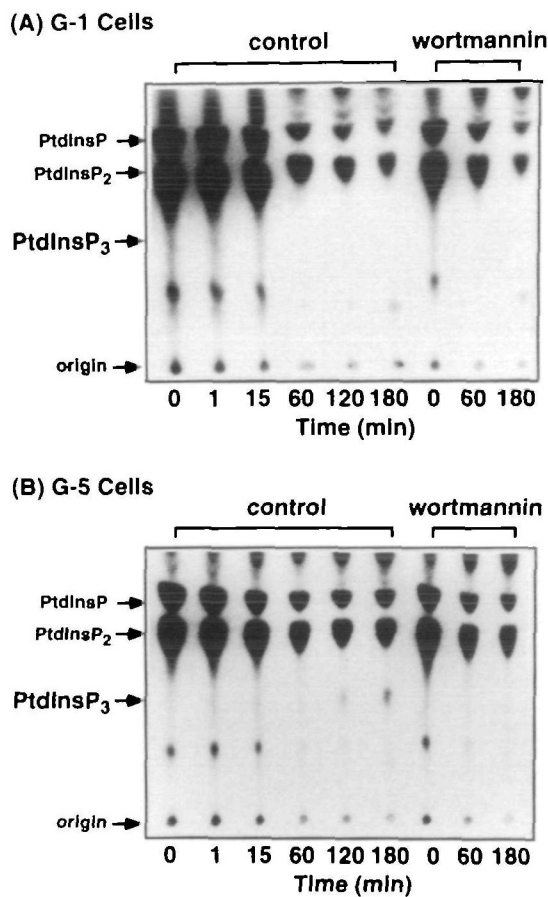 (A) G-1 Cells
control wortmannin
PtdInsP
PtdInsP2
PtdInsP3
origin
0 1 15 60 120 180 0 60 180
Time (min)
(B) G-5 Cells
control wortmannin
PtdInsP
PtdInsP2
PtdInsP3
origin
0 1 15 60 120 180 0 60 180
Time (min)